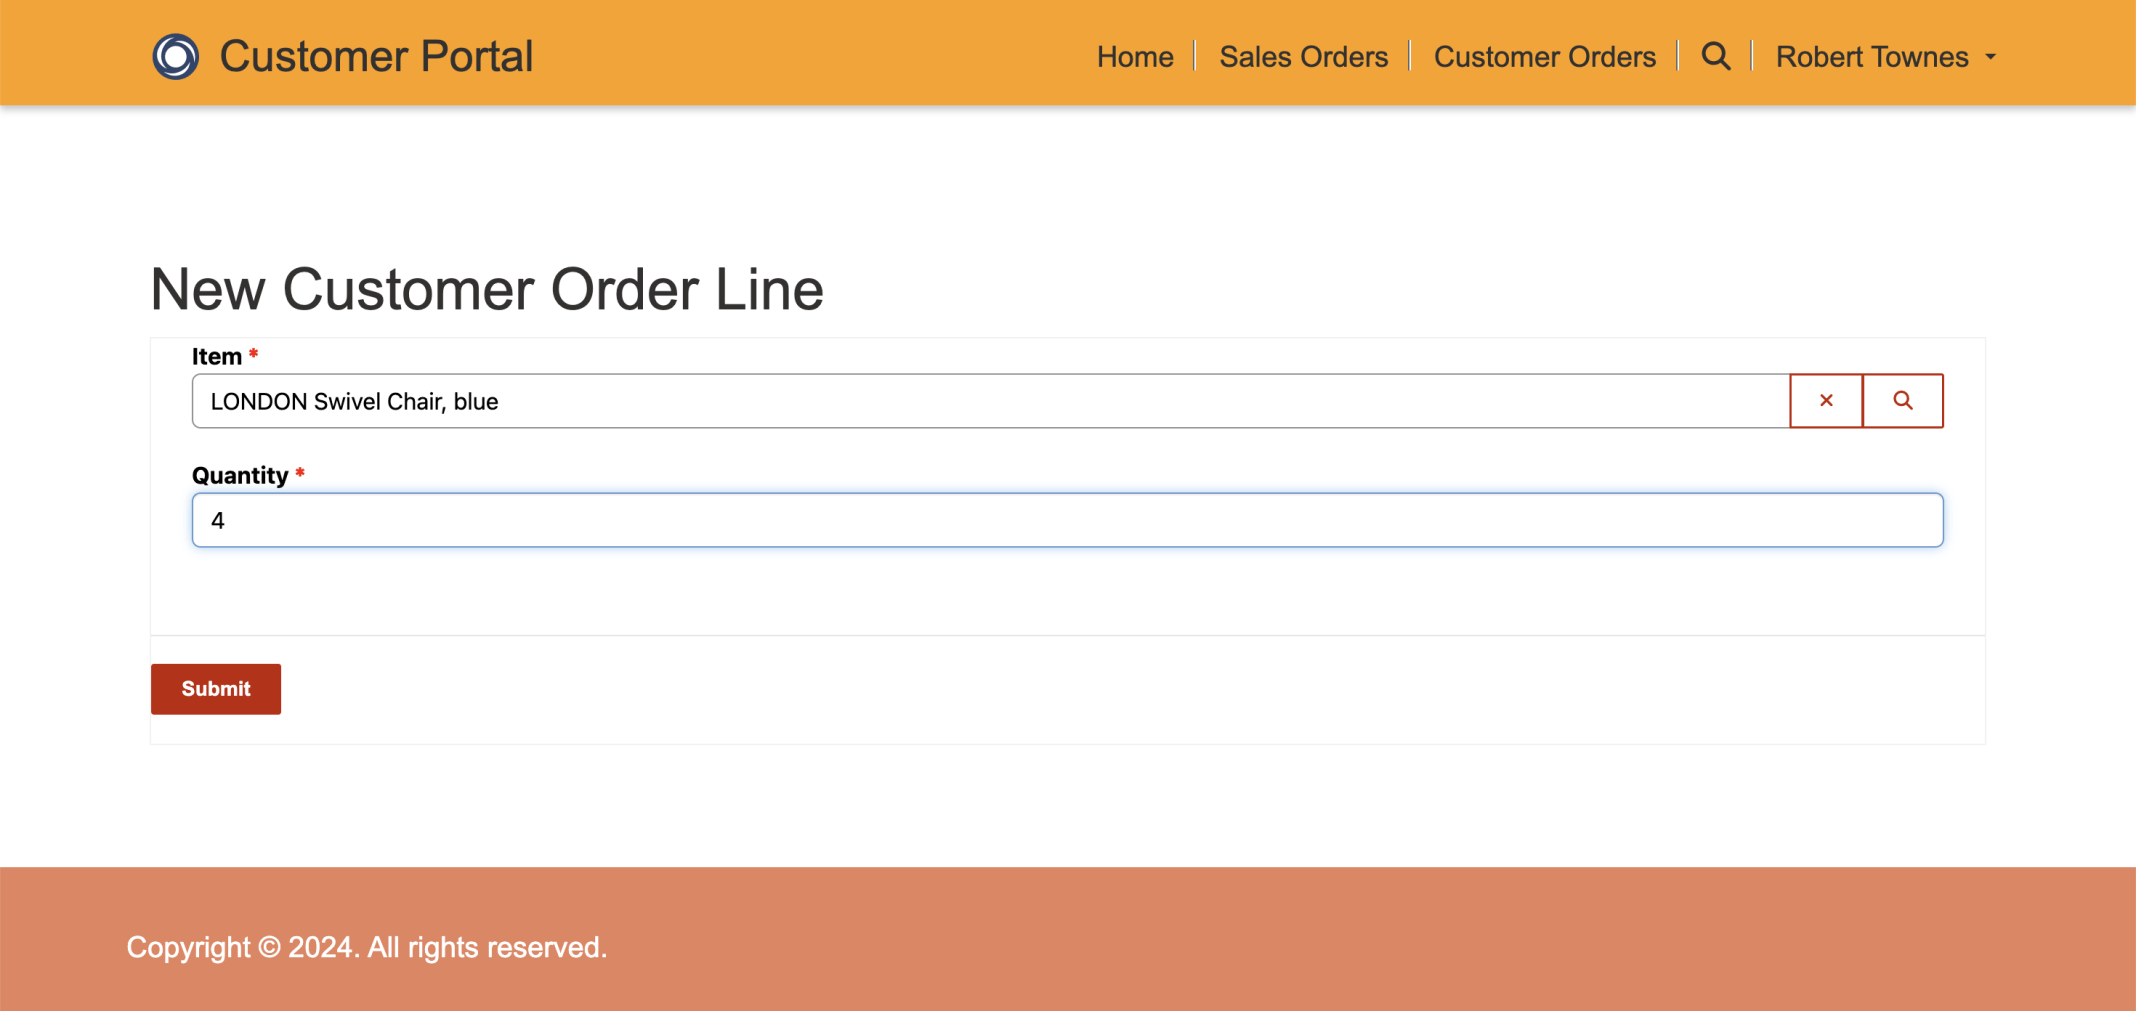 Customer Portal
Home Sales Orders Customer Orders Robert Townes
New Customer Order Line
Item *
LONDON Swivel Chair, blue
Quantity *
4
Submit
Copyright © 2024. All rights reserved.